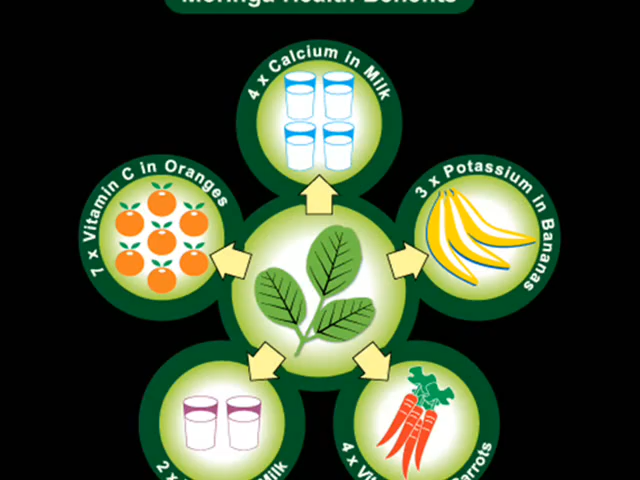 Moringa Health Benefits
4 x Calcium in Milk
7 x Vitamin C in Oranges
3 x Potassium in Bananas
2 x Milk
4 x Carrots